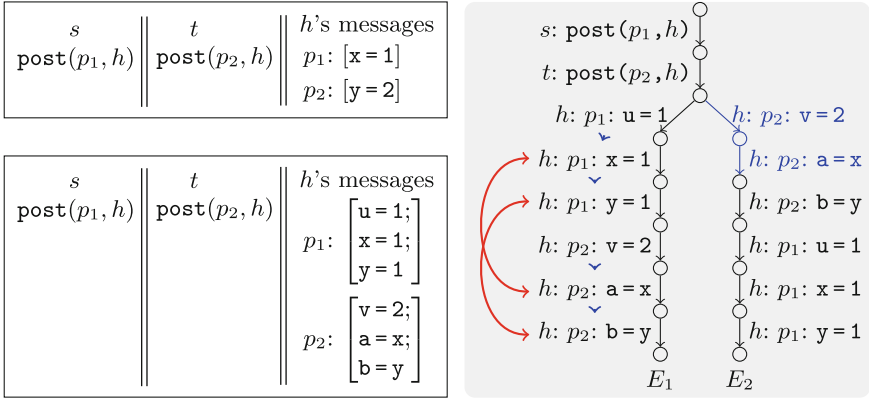 s t h's messages
post(p₁, h) post(p₂, h) p₁: [x = 1]
p₂: [y = 2]
s t h's messages
post(p₁, h) post(p₂, h)
p₁: [u = 1;
x = 1;
y = 1]
p₂: [v = 2;
a = x;
b = y]
s: post(p₁,h)
t: post(p₂,h)
h: p₁: u = 1 h: p₂: v = 2
h: p₁: x = 1 h: p₂: a = x
h: p₁: y = 1 h: p₂: b = y
h: p₂: v = 2 h: p₁: u = 1
h: p₂: a = x h: p₁: x = 1
h: p₂: b = y h: p₁: y = 1
E₁ E₂